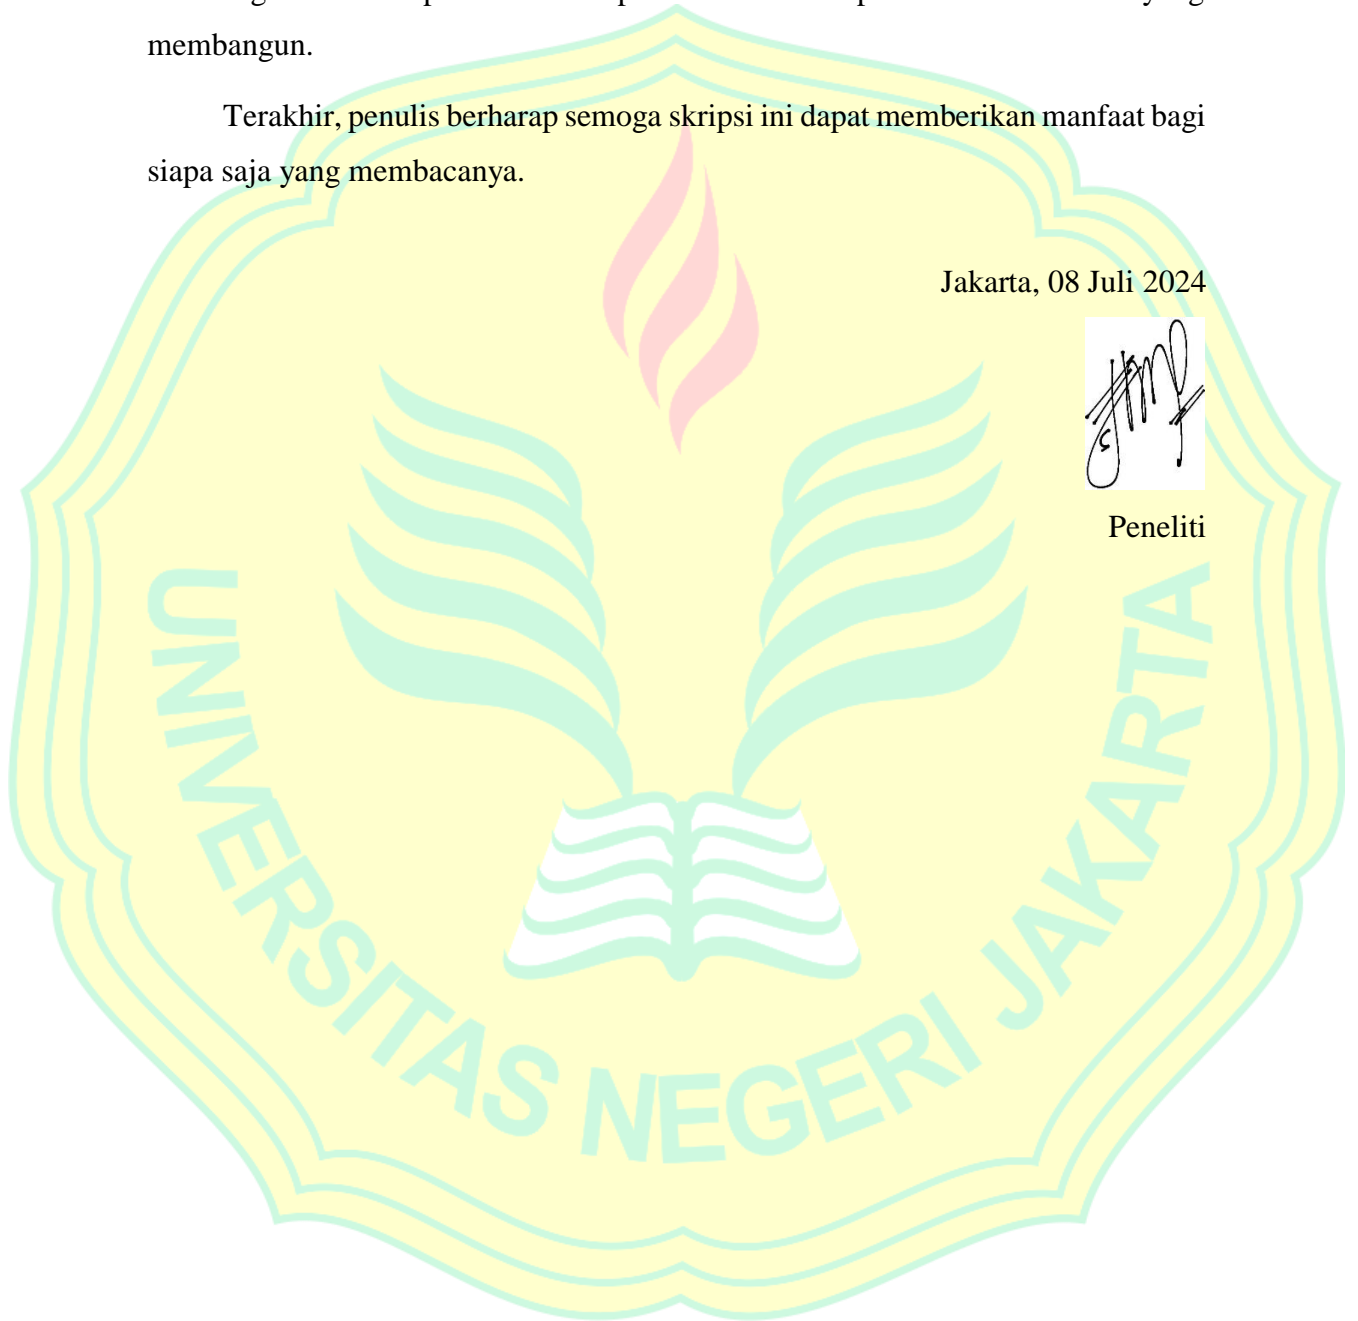 membangun.
Terakhir, penulis berharap semoga skripsi ini dapat memberikan manfaat bagi
siapa saja yang membacanya.
Jakarta, 08 Juli 2024
Peneliti
UNIVERSITAS NEGERI JAKARTA